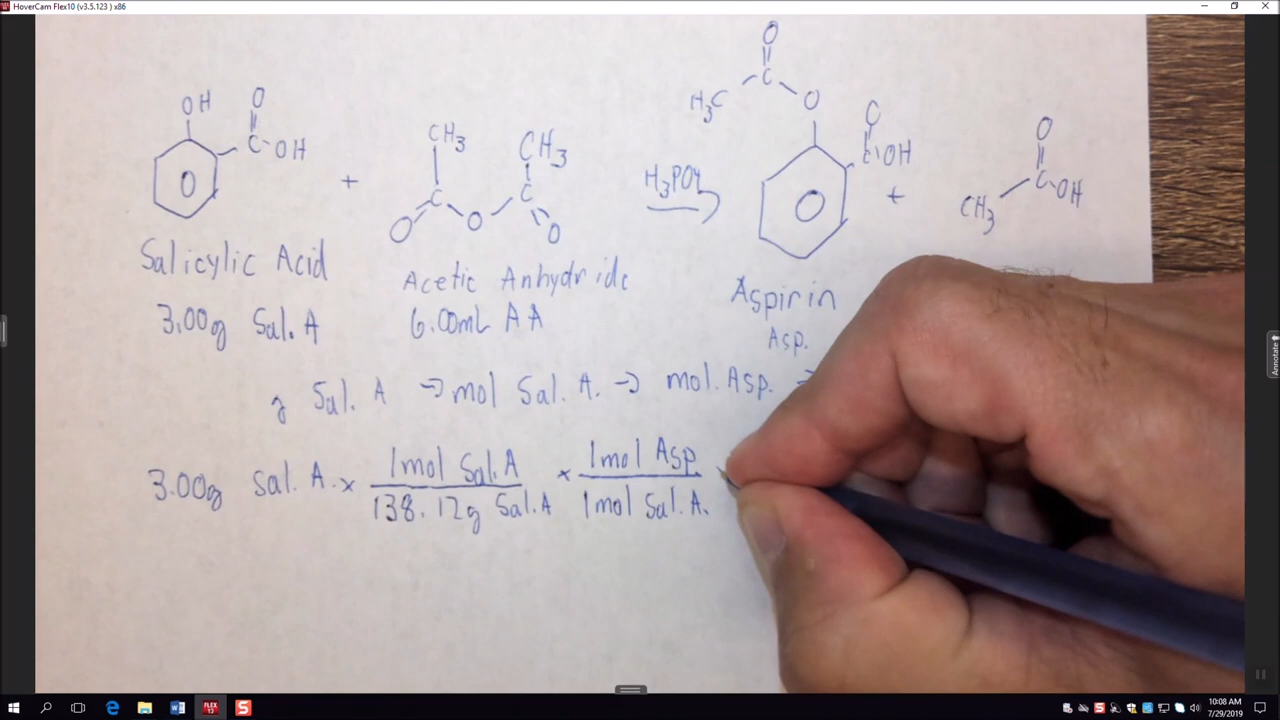 HoverCam Flex10 (v3.5.123 ) x86
O
H3C C O
OH O C OH
O
CH3 CH3 C C O O O
+
H3PO4
O C OH
O
+
O CH3 C OH
Salicylic Acid
Acetic Anhydride
Aspirin
3.00g Sal. A
6.00mL AA
Asp.
g Sal. A → mol Sal. A. → mol. Asp. →
3.00g Sal. A. × 1mol Sal. A / 138.12g Sal. A × 1mol Asp / 1mol Sal. A.
Annotate
FLEX 10:08 AM
7/29/2019